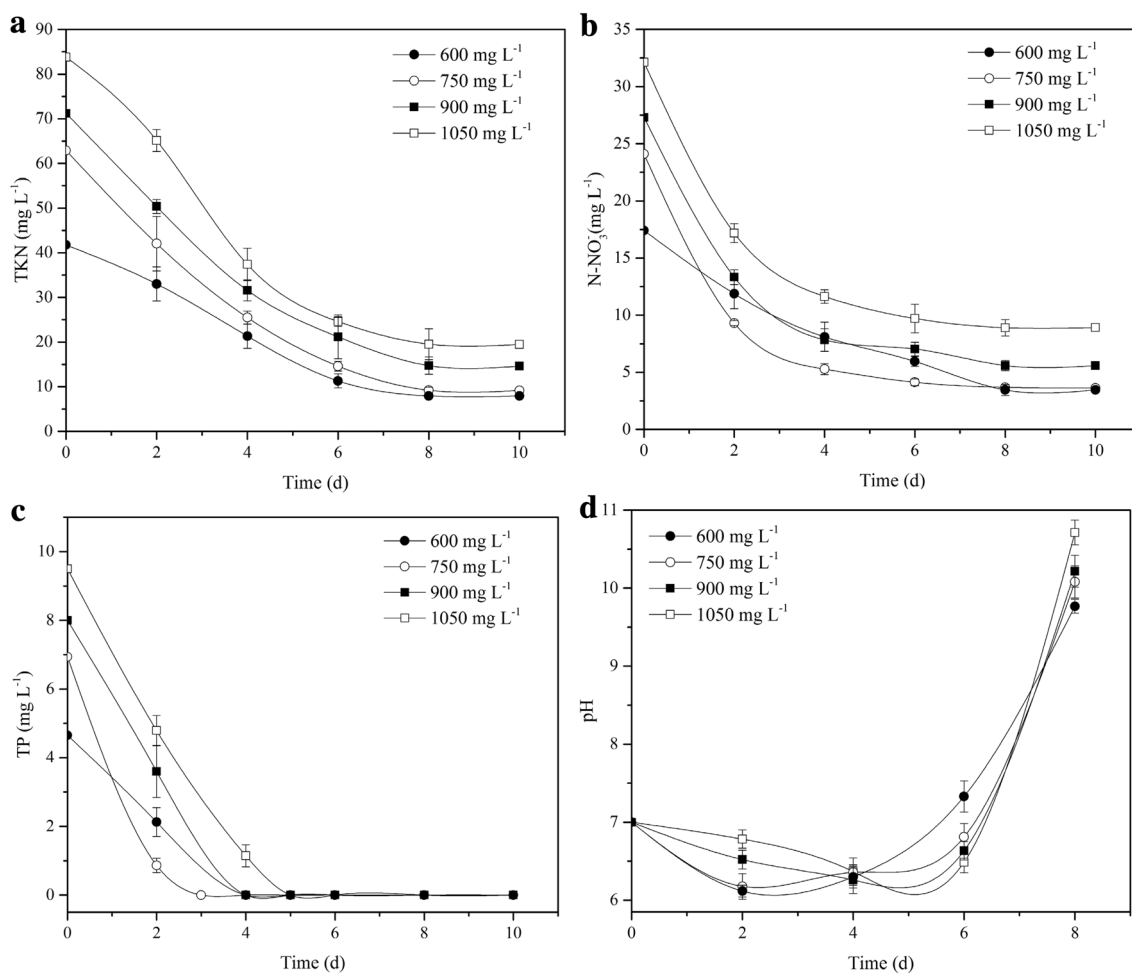 a
90
80
70
60
50
40
30
20
10
0
TKN (mg L⁻¹)
600 mg L⁻¹
750 mg L⁻¹
900 mg L⁻¹
1050 mg L⁻¹
0 2 4 6 8 10
Time (d)
b
35
30
25
20
15
10
5
0
N-NO₃⁻(mg L⁻¹)
600 mg L⁻¹
750 mg L⁻¹
900 mg L⁻¹
1050 mg L⁻¹
0 2 4 6 8 10
Time (d)
c
10
8
6
4
2
0
TP (mg L⁻¹)
600 mg L⁻¹
750 mg L⁻¹
900 mg L⁻¹
1050 mg L⁻¹
0 2 4 6 8 10
Time (d)
d
11
10
9
8
7
6
pH
600 mg L⁻¹
750 mg L⁻¹
900 mg L⁻¹
1050 mg L⁻¹
0 2 4 6 8
Time (d)